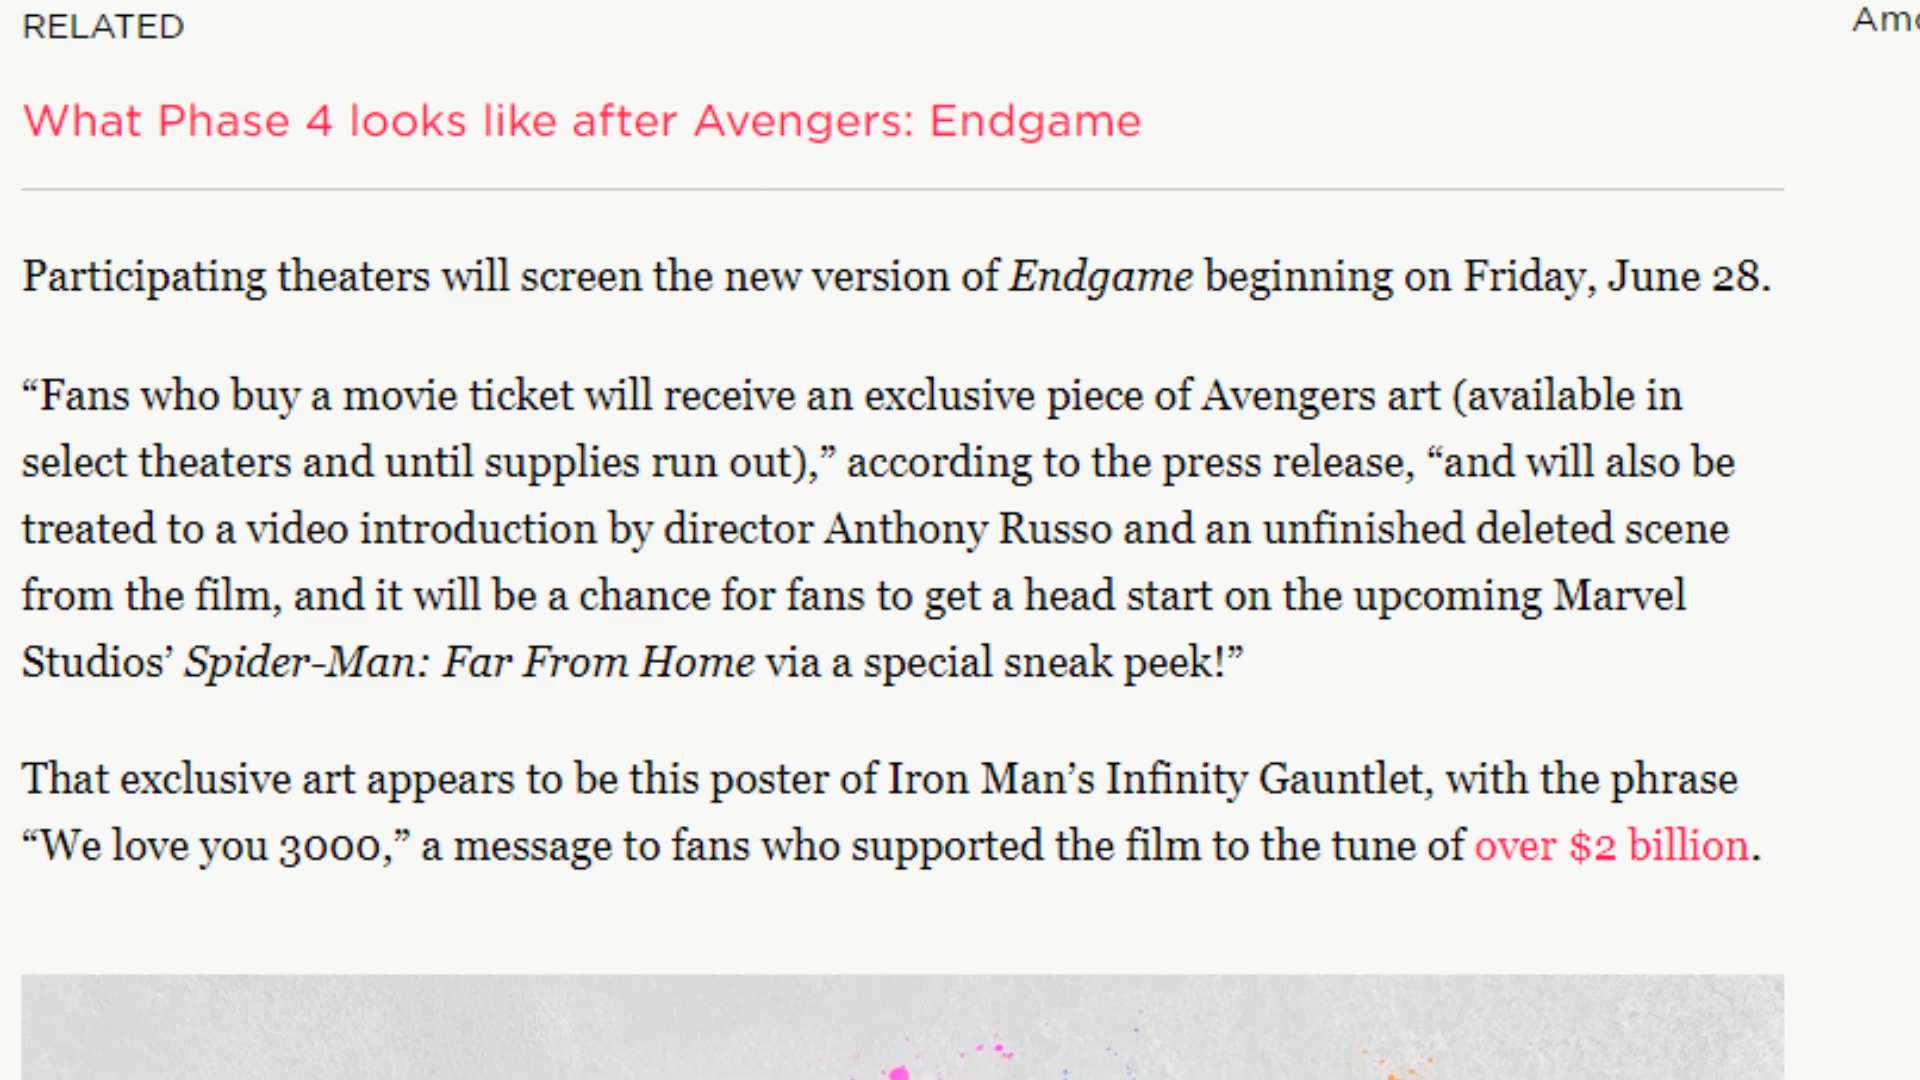 RELATED
Amo
What Phase 4 looks like after Avengers: Endgame
Participating theaters will screen the new version of Endgame beginning on Friday, June 28.
“Fans who buy a movie ticket will receive an exclusive piece of Avengers art (available in
select theaters and until supplies run out),” according to the press release, “and will also be
treated to a video introduction by director Anthony Russo and an unfinished deleted scene
from the film, and it will be a chance for fans to get a head start on the upcoming Marvel
Studios’ Spider-Man: Far From Home via a special sneak peek!”
That exclusive art appears to be this poster of Iron Man’s Infinity Gauntlet, with the phrase
“We love you 3000,” a message to fans who supported the film to the tune of over $2 billion.